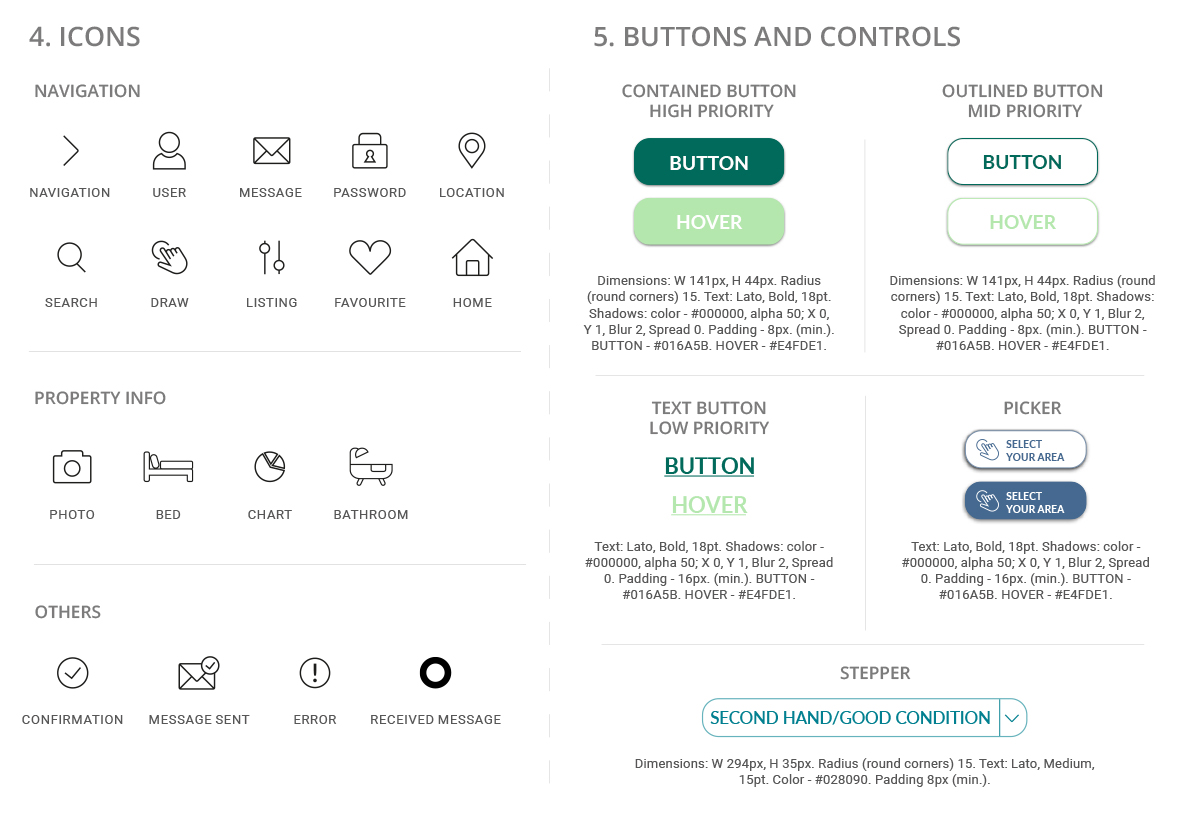 4. ICONS
NAVIGATION
NAVIGATION
USER
MESSAGE
PASSWORD
LOCATION
SEARCH
DRAW
LISTING
FAVOURITE
HOME
PROPERTY INFO
PHOTO
BED
CHART
BATHROOM
OTHERS
CONFIRMATION
MESSAGE SENT
ERROR
RECEIVED MESSAGE
5. BUTTONS AND CONTROLS
CONTAINED BUTTON
HIGH PRIORITY
BUTTON
HOVER
Dimensions: W 141px, H 44px. Radius
(round corners) 15. Text: Lato, Bold, 18pt.
Shadows: color - #000000, alpha 50; X 0,
Y 1, Blur 2, Spread 0. Padding - 8px. (min.).
BUTTON - #016A5B. HOVER - #E4FDE1.
OUTLINED BUTTON
MID PRIORITY
BUTTON
HOVER
Dimensions: W 141px, H 44px. Radius (round
corners) 15. Text: Lato, Bold, 18pt. Shadows:
color - #000000, alpha 50; X 0, Y 1, Blur 2,
Spread 0. Padding - 8px. (min.). BUTTON -
#016A5B. HOVER - #E4FDE1.
TEXT BUTTON
LOW PRIORITY
BUTTON
HOVER
Text: Lato, Bold, 18pt. Shadows: color -
#000000, alpha 50; X 0, Y 1, Blur 2, Spread
0. Padding - 16px. (min.). BUTTON -
#016A5B. HOVER - #E4FDE1.
PICKER
SELECT
YOUR AREA
SELECT
YOUR AREA
Text: Lato, Bold, 18pt. Shadows: color -
#000000, alpha 50; X 0, Y 1, Blur 2, Spread
0. Padding - 16px. (min.). BUTTON -
#016A5B. HOVER - #E4FDE1.
STEPPER
SECOND HAND/GOOD CONDITION
Dimensions: W 294px, H 35px. Radius (round corners) 15. Text: Lato, Medium,
15pt. Color - #028090. Padding 8px (min.).